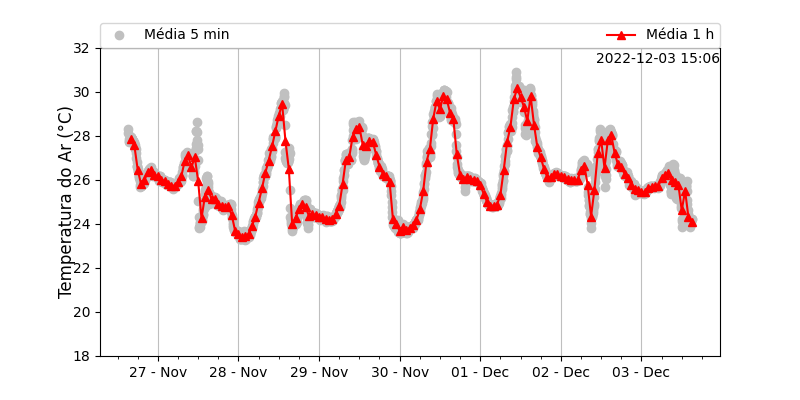 Média 5 min
Média 1 h
2022-12-03 15:06
Temperatura do Ar (°C)
32
30
28
26
24
22
20
18
27 - Nov
28 - Nov
29 - Nov
30 - Nov
01 - Dec
02 - Dec
03 - Dec